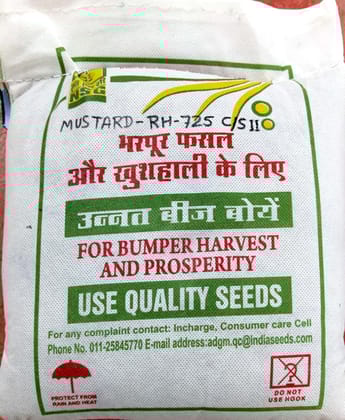 NSC
MUSTARD-RH-725 C/S II
भरपूर फसल
और खुशहाली के लिए
उन्नत बीज बोयें
FOR BUMPER HARVEST
AND PROSPERITY
USE QUALITY SEEDS
For any complaint contact: Incharge, Consumer care Cell
Phone No. 011-25845770 E-mail address:adgm.qc@indiaseeds.com
PROTECT FROM
RAIN AND HEAT
DO NOT
USE HOOK